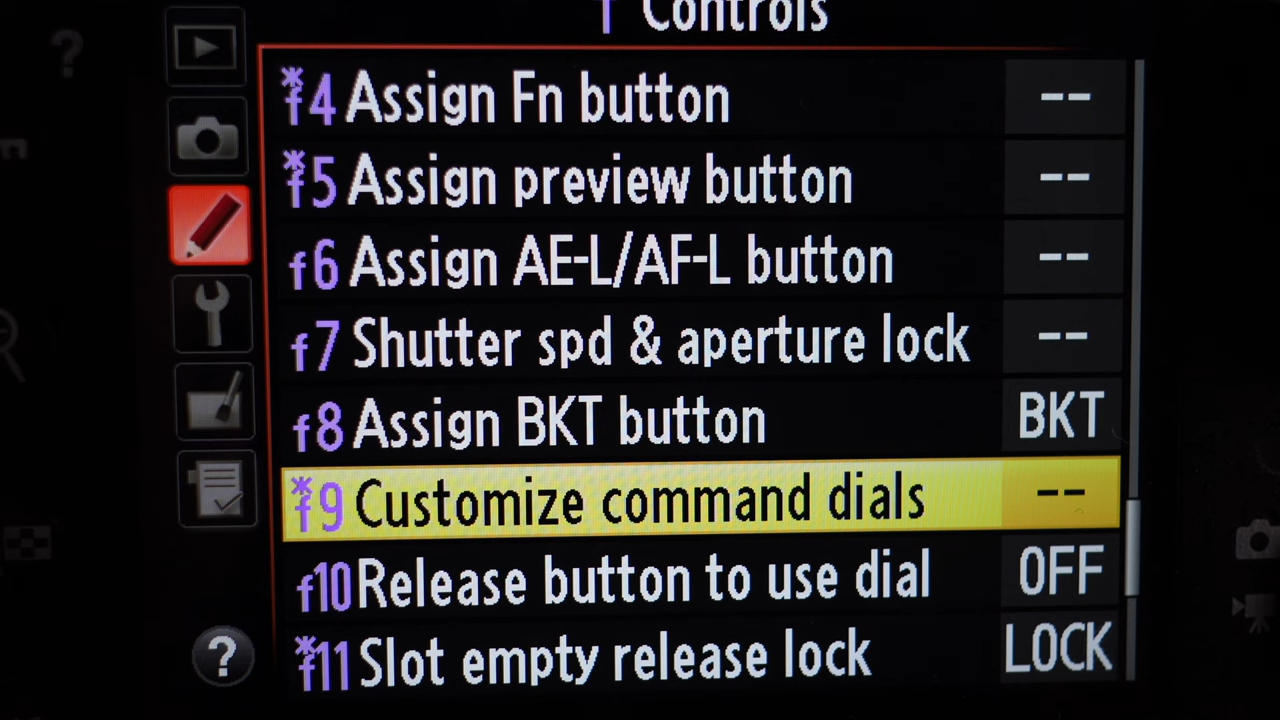 f Controls
*f4 Assign Fn button --
*f5 Assign preview button --
f6 Assign AE-L/AF-L button --
f7 Shutter spd & aperture lock --
f8 Assign BKT button BKT
*f9 Customize command dials --
f10 Release button to use dial OFF
*f11 Slot empty release lock LOCK
?
?